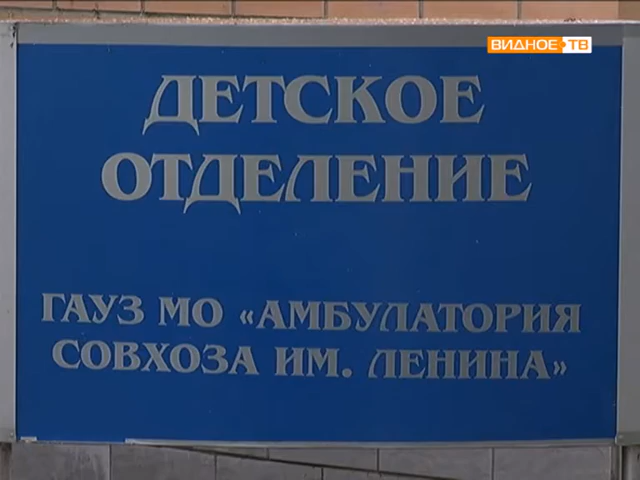 ВИДНОЕ ТВ
ДЕТСКОЕ
ОТДЕЛЕНИЕ
ГАУЗ МО «АМБУЛАТОРИЯ
СОВХОЗА ИМ. ЛЕНИНА»